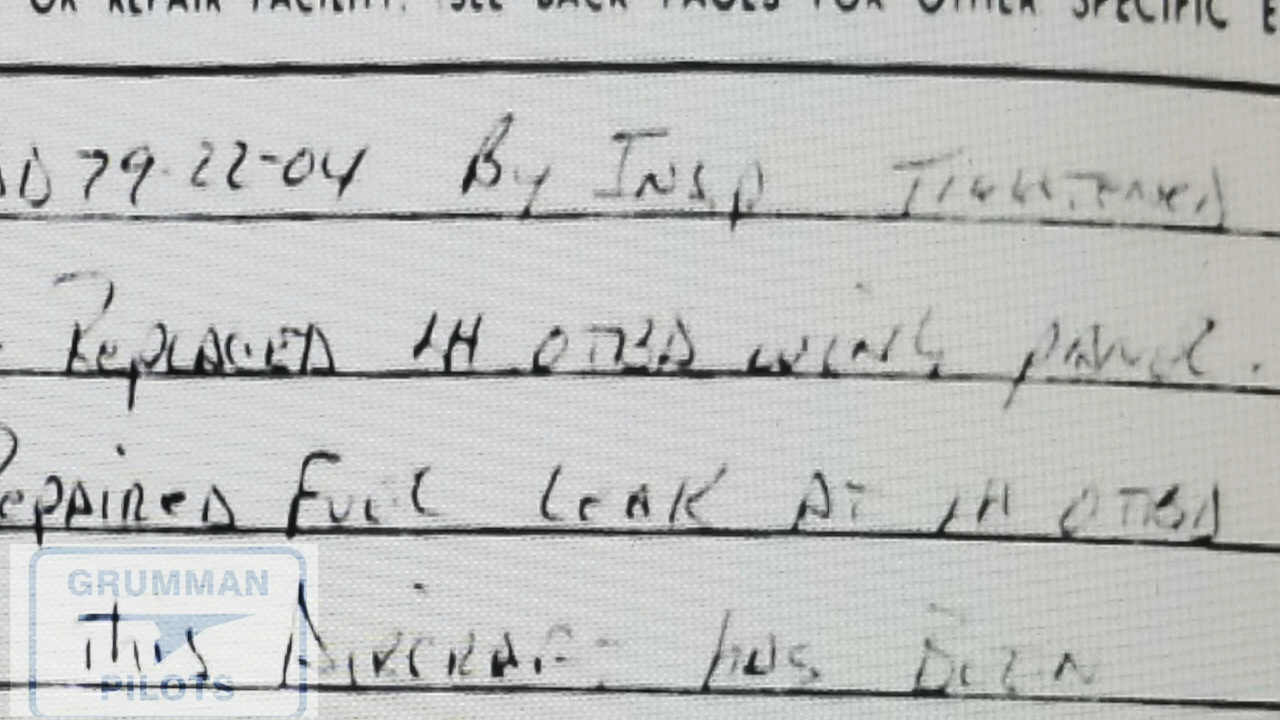 OR REPAIR FACILITY. SEE BACK PAGES FOR OTHER SPECIFIC E
AD 79-22-04 By Insp Tightened
Replaced LH OTBD wing panel.
Repaired Fuel Leak At LH OTBD
This Aircraft has Been
GRUMMAN
PILOTS